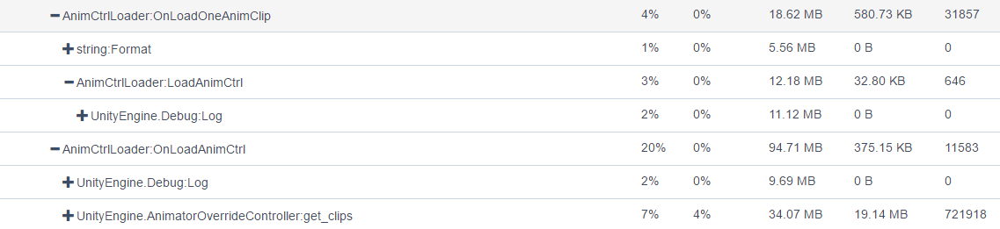 AnimCtrlLoader:OnLoadOneAnimClip 4% 0% 18.62 MB 580.73 KB 31857
string:Format 1% 0% 5.56 MB 0 B 0
AnimCtrlLoader:LoadAnimCtrl 3% 0% 12.18 MB 32.80 KB 646
UnityEngine.Debug:Log 2% 0% 11.12 MB 0 B 0
AnimCtrlLoader:OnLoadAnimCtrl 20% 0% 94.71 MB 375.15 KB 11583
UnityEngine.Debug:Log 2% 0% 9.69 MB 0 B 0
UnityEngine.AnimatorOverrideController:get_clips 7% 4% 34.07 MB 19.14 MB 721918